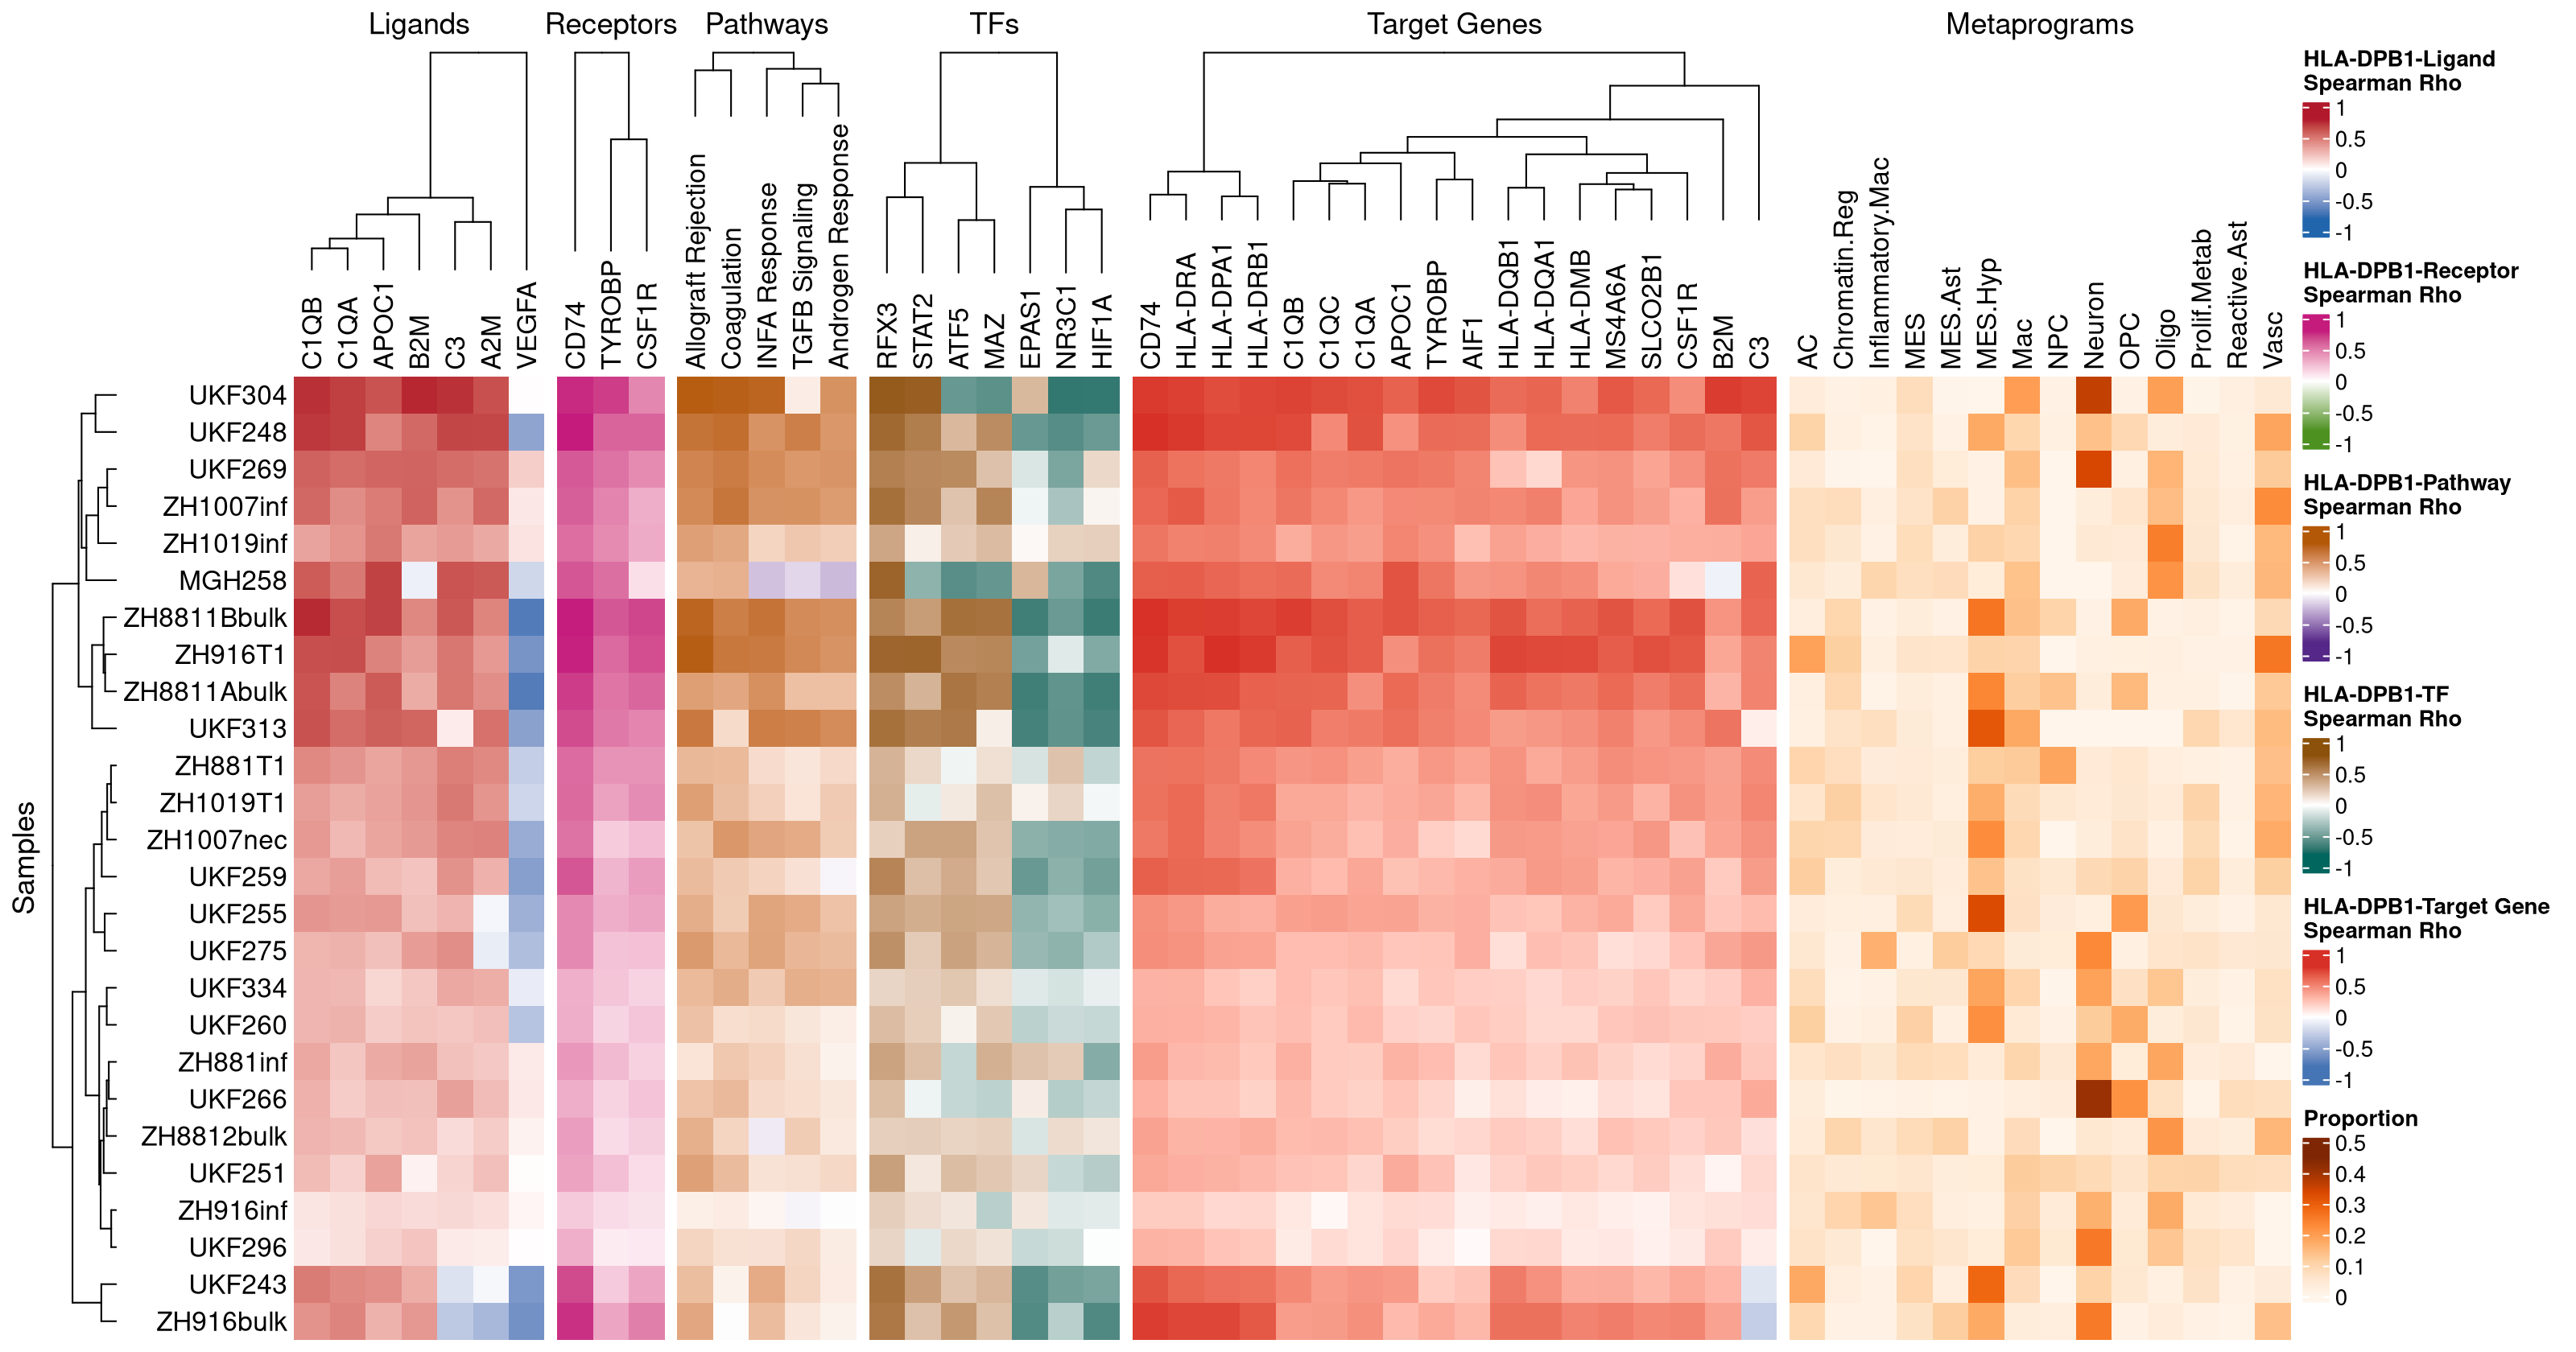 Ligands
Receptors
Pathways
TFs
Target Genes
Metaprograms
C1QB
C1QA
APOC1
B2M
C3
A2M
VEGFA
CD74
TYROBP
CSF1R
Allograft Rejection
Coagulation
INFA Response
TGFB Signaling
Androgen Response
RFX3
STAT2
ATF5
MAZ
EPAS1
NR3C1
HIF1A
CD74
HLA-DRA
HLA-DPA1
HLA-DRB1
C1QB
C1QC
C1QA
APOC1
TYROBP
AIF1
HLA-DQB1
HLA-DQA1
HLA-DMB
MS4A6A
SLCO2B1
CSF1R
B2M
C3
AC
Chromatin.Reg
Inflammatory.Mac
MES
MES.Ast
MES.Hyp
Mac
NPC
Neuron
OPC
Oligo
Prolif.Metab
Reactive.Ast
Vasc
Samples
UKF304
UKF248
UKF269
ZH1007inf
ZH1019inf
MGH258
ZH8811Bbulk
ZH916T1
ZH8811Abulk
UKF313
ZH881T1
ZH1019T1
ZH1007nec
UKF259
UKF255
UKF275
UKF334
UKF260
ZH881inf
UKF266
ZH8812bulk
UKF251
ZH916inf
UKF296
UKF243
ZH916bulk
HLA-DPB1-Ligand
Spearman Rho
1
0.5
0
-0.5
-1
HLA-DPB1-Receptor
Spearman Rho
1
0.5
0
-0.5
-1
HLA-DPB1-Pathway
Spearman Rho
1
0.5
0
-0.5
-1
HLA-DPB1-TF
Spearman Rho
1
0.5
0
-0.5
-1
HLA-DPB1-Target Gene
Spearman Rho
1
0.5
0
-0.5
-1
Proportion
0.5
0.4
0.3
0.2
0.1
0